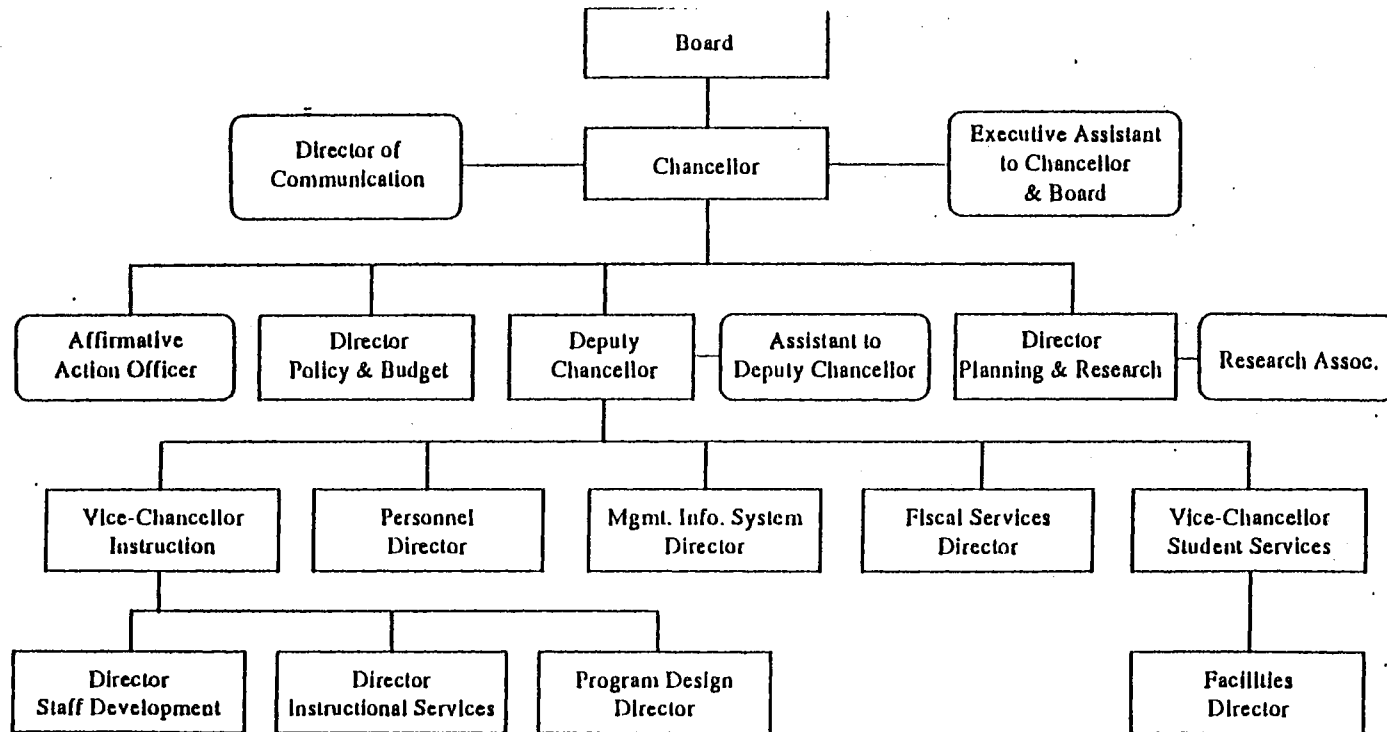 Board
Director of
Communication
Chancellor
Executive Assistant
to Chancellor
& Board
Affirmative
Action Officer
Director
Policy & Budget
Deputy
Chancellor
Assistant to
Deputy Chancellor
Director
Planning & Research
Research Assoc.
Vice-Chancellor
Instruction
Personnel
Director
Mgmt. Info. System
Director
Fiscal Services
Director
Vice-Chancellor
Student Services
Director
Staff Development
Director
Instructional Services
Program Design
Director
Facilities
Director